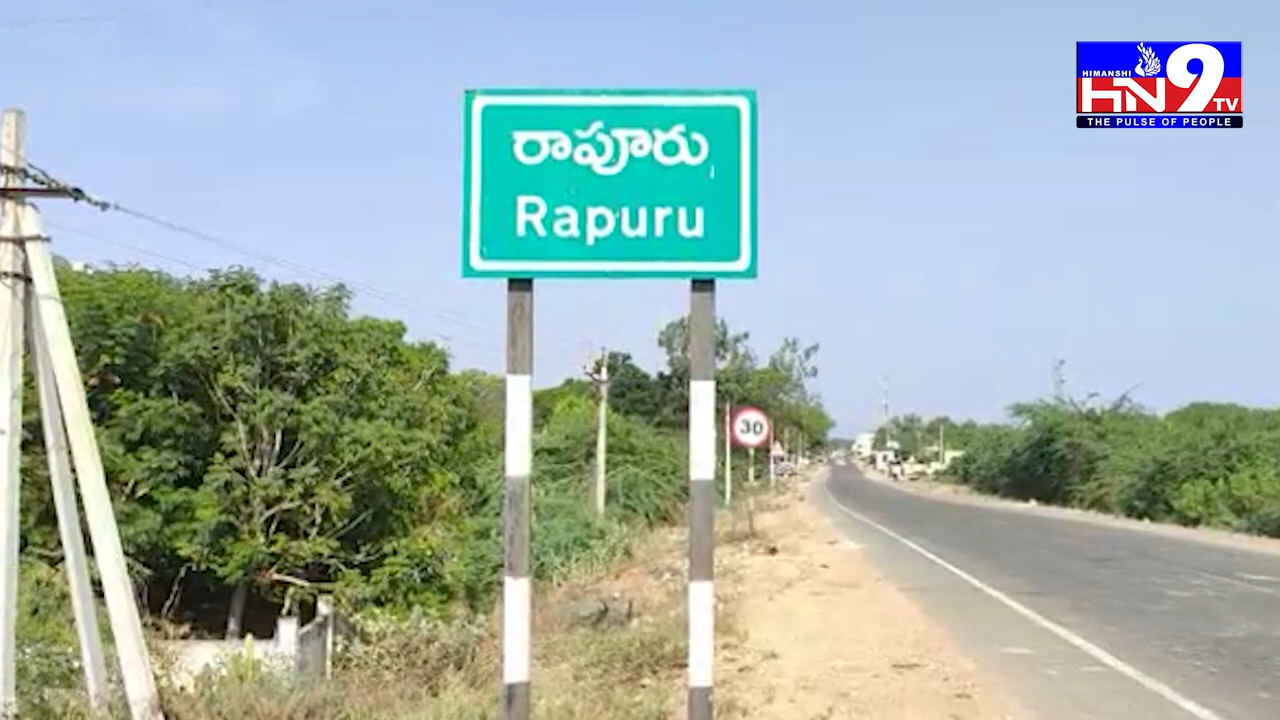 రాపూరు
Rapuru
30
HIMANSHI
HN9
TV
THE PULSE OF PEOPLE